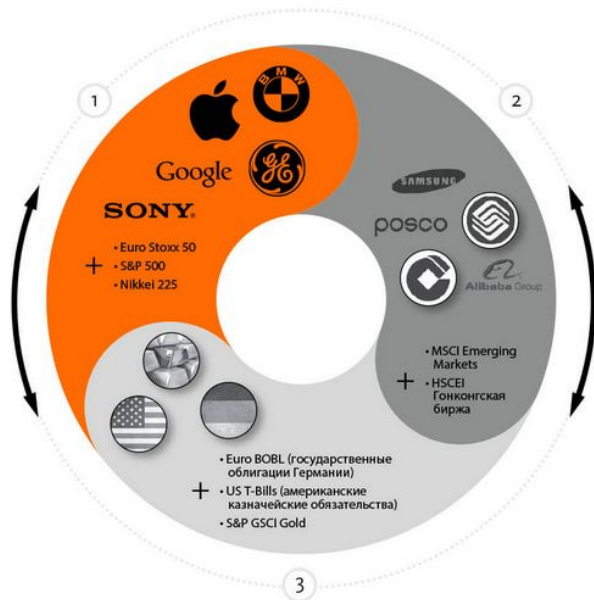 1
BMW
Google
GE
SONY®
+
• Euro Stoxx 50
• S&P 500
• Nikkei 225
2
SAMSUNG
posco
Alibaba Group
+
• MSCI Emerging
Markets
• HSCEI
Гонконгская
биржа
+
• Euro BOBL (государственные
облигации Германии)
• US T-Bills (американские
казначейские обязательства)
• S&P GSCI Gold
3